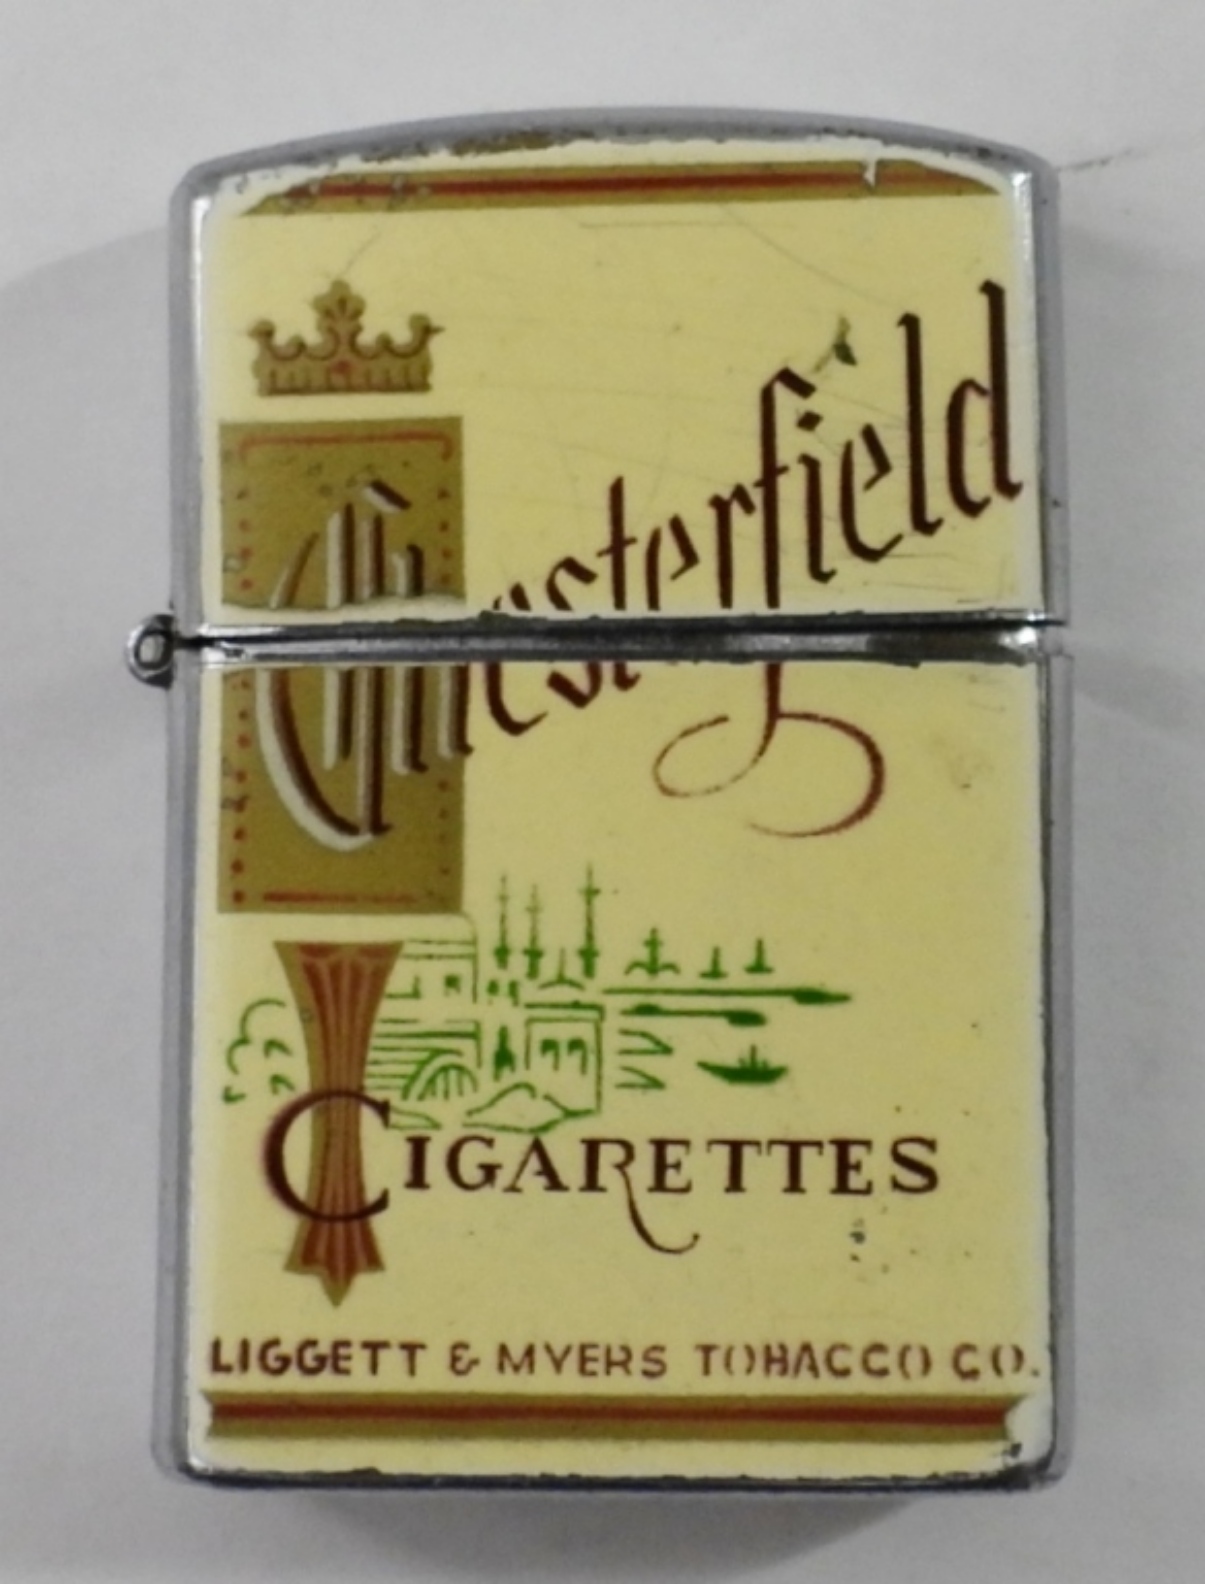 Chesterfield
CIGARETTES
LIGGETT & MYERS TOBACCO CO.